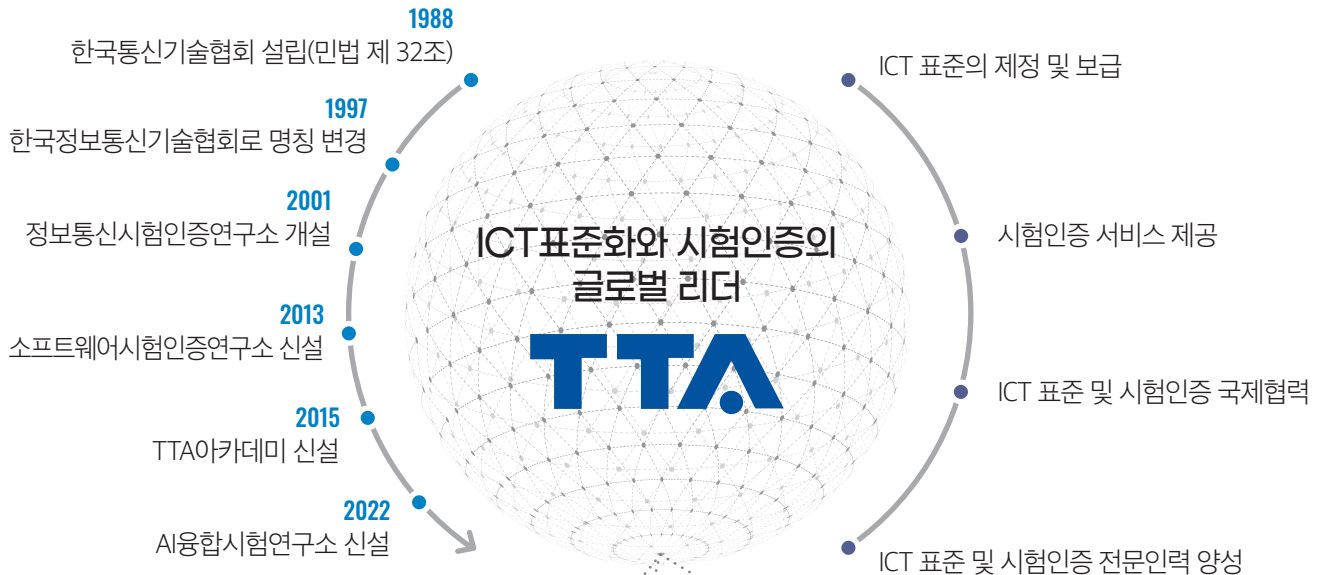 1988
한국통신기술협회 설립(민법 제 32조)
1997
한국정보통신기술협회로 명칭 변경
2001
정보통신시험인증연구소 개설
2013
소프트웨어시험인증연구소 신설
2015
TTA아카데미 신설
2022
AI융합시험연구소 신설
ICT표준화와 시험인증의
글로벌 리더
TTA
ICT 표준의 제정 및 보급
시험인증 서비스 제공
ICT 표준 및 시험인증 국제협력
ICT 표준 및 시험인증 전문인력 양성